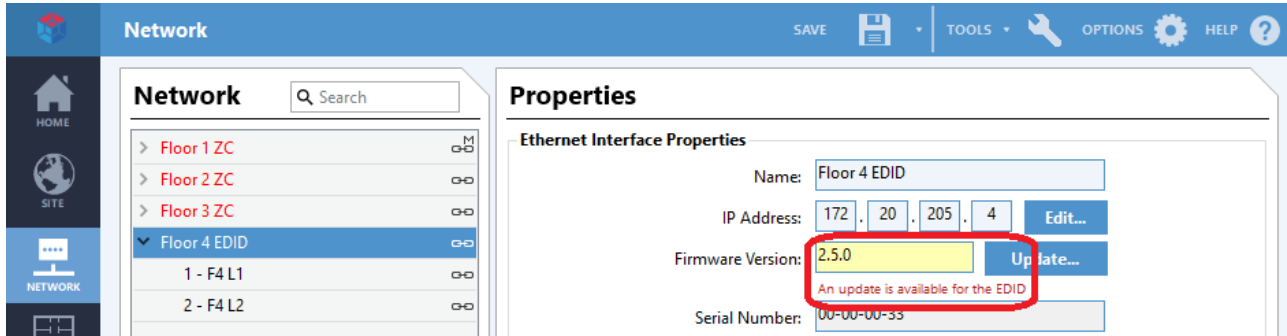 Network
SAVE
TOOLS
OPTIONS
HELP
?
HOME
SITE
NETWORK
Network
Search
Floor 1 ZC
M
Floor 2 ZC
Floor 3 ZC
Floor 4 EDID
1 - F4 L1
2 - F4 L2
Properties
Ethernet Interface Properties
Name: Floor 4 EDID
IP Address: 172 . 20 . 205 . 4 Edit...
Firmware Version: 2.5.0 Update...
An update is available for the EDID
Serial Number: 00-00-00-33